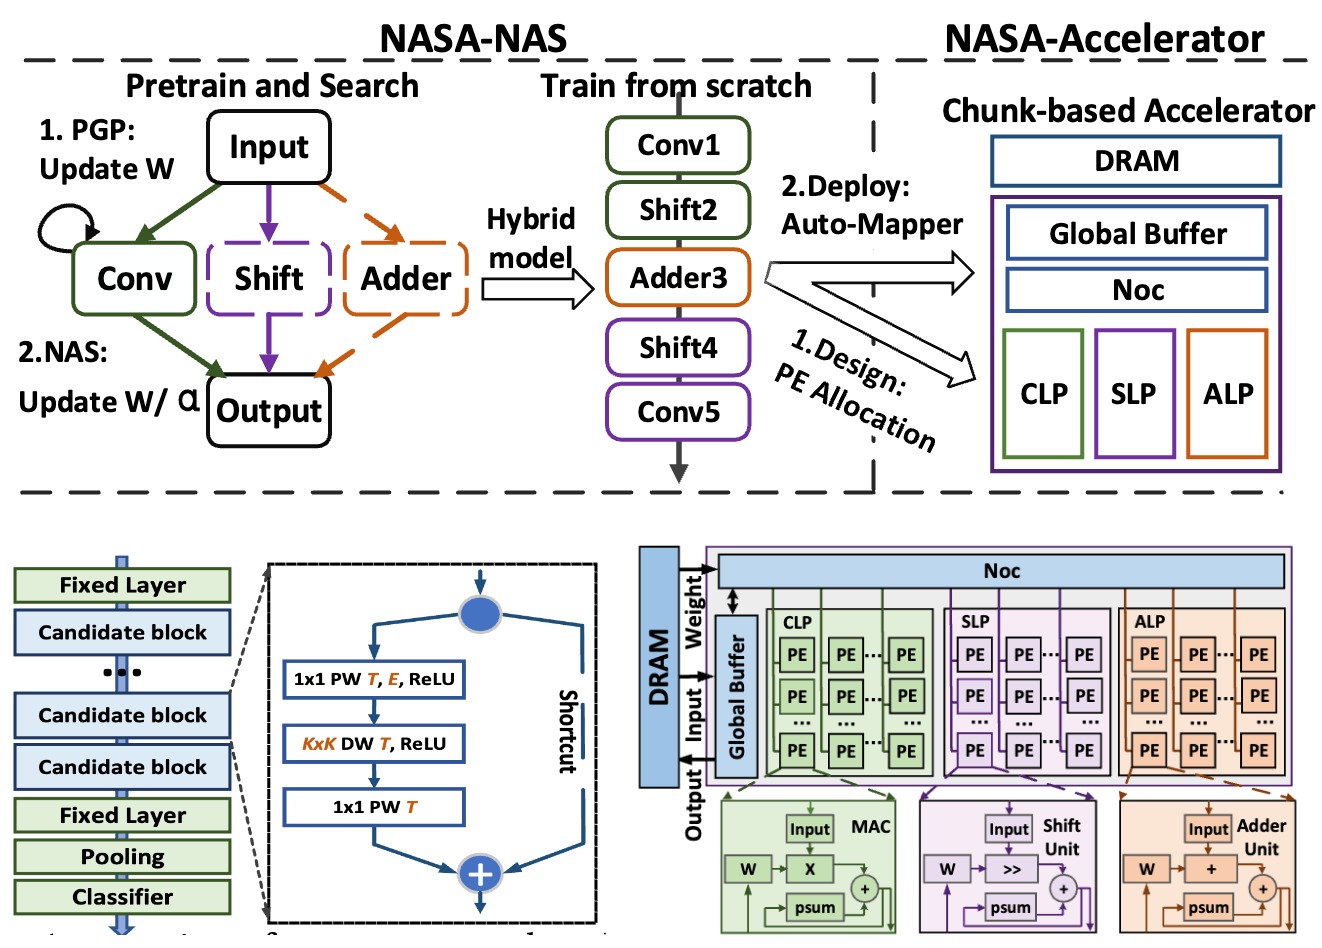 NASA-NAS
NASA-Accelerator
Pretrain and Search
Train from scratch
Chunk-based Accelerator
1. PGP:
Update W
Input
Conv
Shift
Adder
2.NAS:
Update W/ α
Output
Hybrid
model
Conv1
Shift2
Adder3
Shift4
Conv5
2.Deploy:
Auto-Mapper
1.Design:
PE Allocation
DRAM
Global Buffer
Noc
CLP
SLP
ALP
Fixed Layer
Candidate block
...
Candidate block
Candidate block
Fixed Layer
Pooling
Classifier
1x1 PW T, E, ReLU
KxK DW T, ReLU
1x1 PW T
Shortcut
+
DRAM
Weight
Input
Output
Noc
Global Buffer
CLP
PE PE ... PE
PE PE ... PE
... ... ...
PE PE ... PE
SLP
PE PE ... PE
PE PE ... PE
... ... ...
PE PE ... PE
ALP
PE PE ... PE
PE PE ... PE
... ... ...
PE PE ... PE
Input
MAC
W
X
+
psum
Input
Shift
Unit
W
>>
+
psum
Input
Adder
Unit
W
+
+
psum